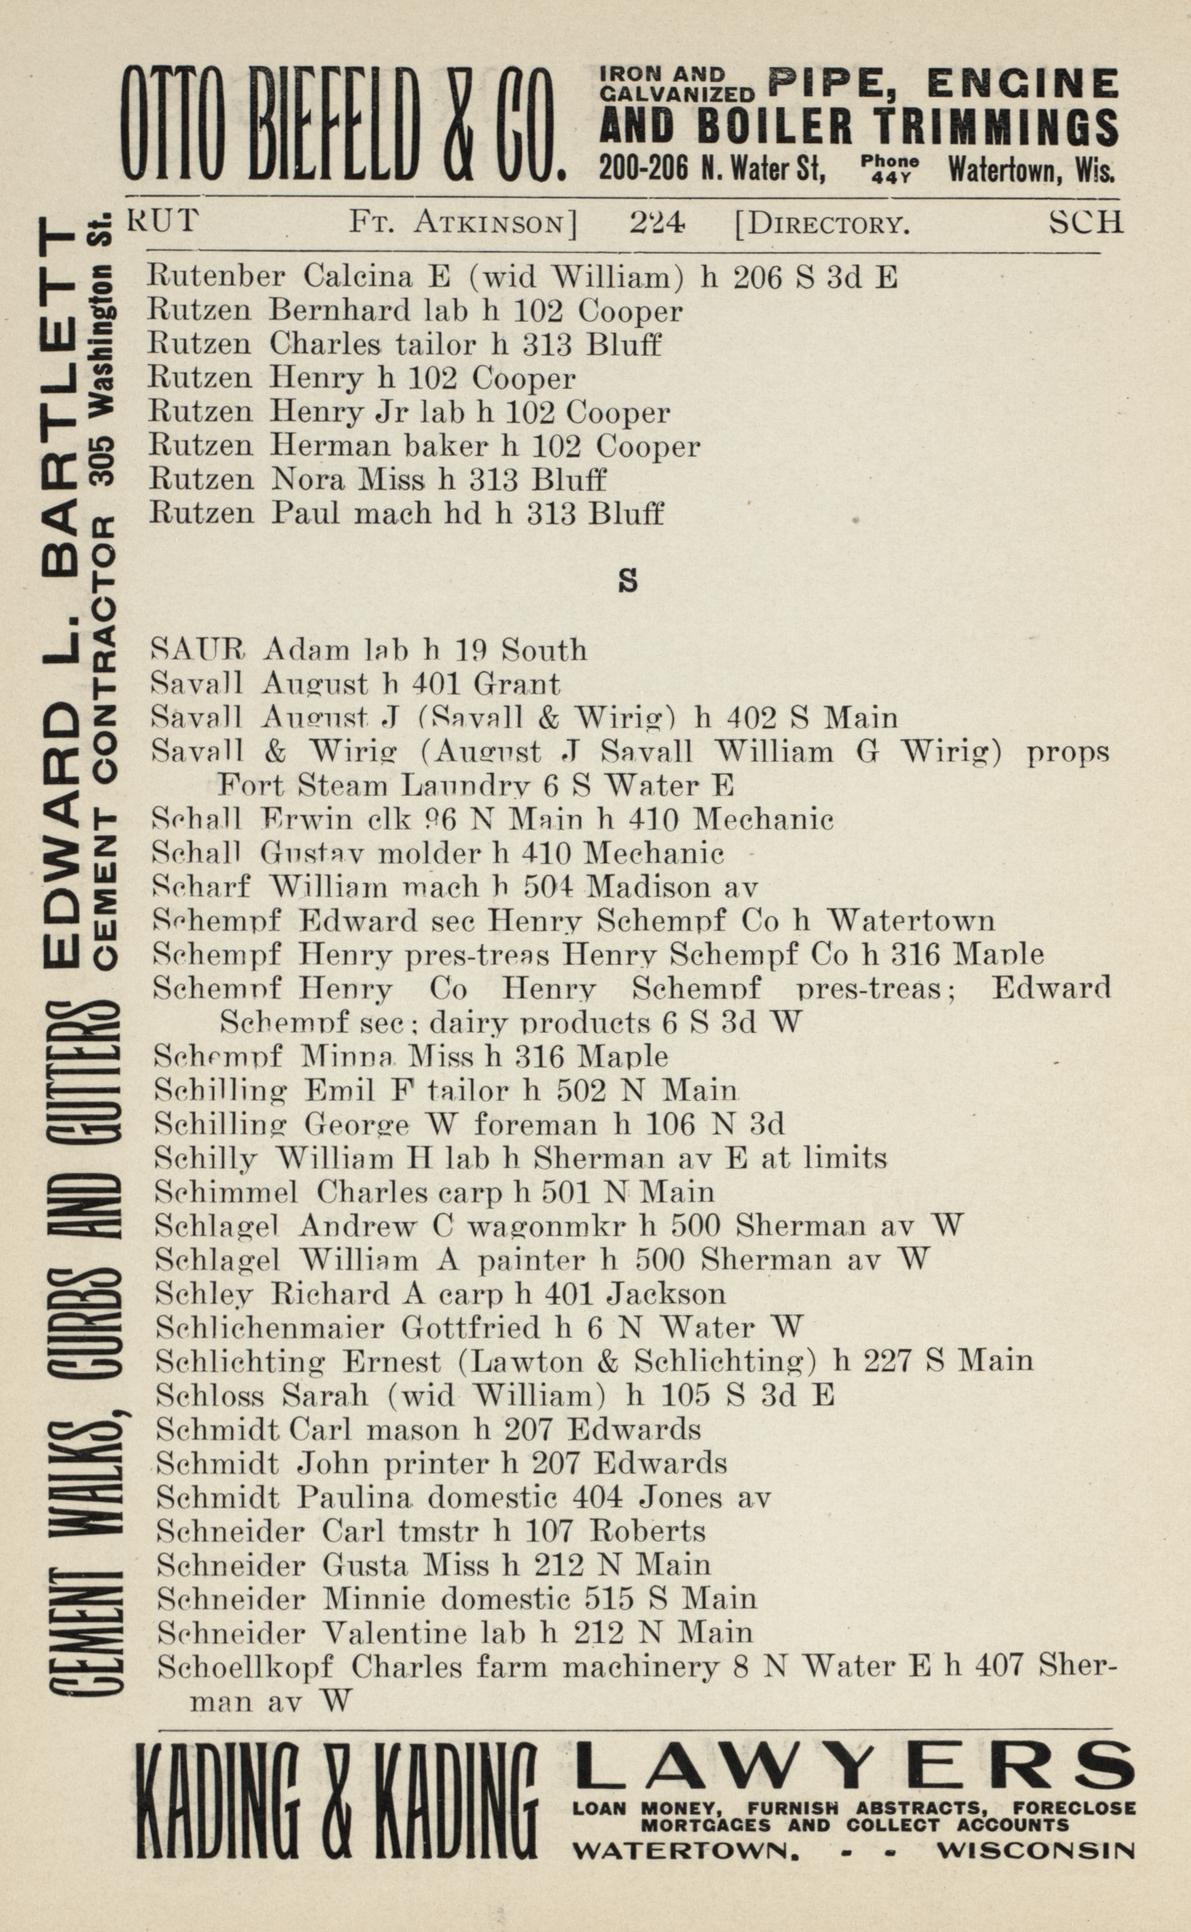 OTTO BIEFELD & CO.
IRON AND GALVANIZED PIPE, ENGINE
AND BOILER TRIMMINGS
200-206 N. Water St, Phone 44Y Watertown, Wis.
RUT FT. ATKINSON] 224 [DIRECTORY. SCH
Rutenber Calcina E (wid William) h 206 S 3d E
Rutzen Bernhard lab h 102 Cooper
Rutzen Charles tailor h 313 Bluff
Rutzen Henry h 102 Cooper
Rutzen Henry Jr lab h 102 Cooper
Rutzen Herman baker h 102 Cooper
Rutzen Nora Miss h 313 Bluff
Rutzen Paul mach hd h 313 Bluff
S
SAUR Adam lab h 19 South
Savall August h 401 Grant
Savall August J (Savall & Wirig) h 402 S Main
Savall & Wirig (August J Savall William G Wirig) props
Fort Steam Laundry 6 S Water E
Schall Erwin clk 96 N Main h 410 Mechanic
Schall Gustav molder h 410 Mechanic
Scharf William mach h 504 Madison av
Schempf Edward sec Henry Schempf Co h Watertown
Schempf Henry pres-treas Henry Schempf Co h 316 Maple
Schempf Henry Co Henry Schempf pres-treas; Edward
Schempf sec; dairy products 6 S 3d W
Schempf Minna Miss h 316 Maple
Schilling Emil F tailor h 502 N Main
Schilling George W foreman h 106 N 3d
Schilly William H lab h Sherman av E at limits
Schimmel Charles carp h 501 N Main
Schlagel Andrew C wagonmkr h 500 Sherman av W
Schlagel William A painter h 500 Sherman av W
Schley Richard A carp h 401 Jackson
Schlichenmaier Gottfried h 6 N Water W
Schlichting Ernest (Lawton & Schlichting) h 227 S Main
Schloss Sarah (wid William) h 105 S 3d E
Schmidt Carl mason h 207 Edwards
Schmidt John printer h 207 Edwards
Schmidt Paulina domestic 404 Jones av
Schneider Carl tmstr h 107 Roberts
Schneider Gusta Miss h 212 N Main
Schneider Minnie domestic 515 S Main
Schneider Valentine lab h 212 N Main
Schoellkopf Charles farm machinery 8 N Water E h 407 Sher-
man av W
CEMENT WALKS, CURBS AND GUTTERS
EDWARD L. BARTLETT
CEMENT CONTRACTOR 305 Washington St.
KADING & KADING
LAWYERS
LOAN MONEY, FURNISH ABSTRACTS, FORECLOSE
MORTGAGES AND COLLECT ACCOUNTS
WATERTOWN. - - WISCONSIN